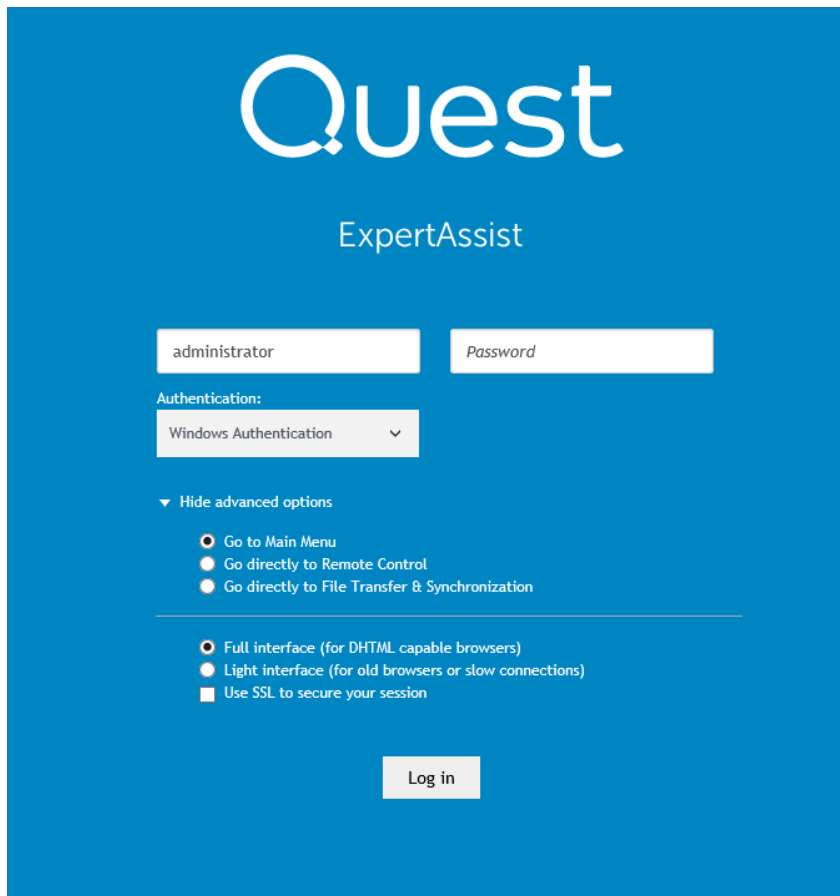 Quest
ExpertAssist
administrator
Password
Authentication:
Windows Authentication
Hide advanced options
Go to Main Menu
Go directly to Remote Control
Go directly to File Transfer & Synchronization
Full interface (for DHTML capable browsers)
Light interface (for old browsers or slow connections)
Use SSL to secure your session
Log in